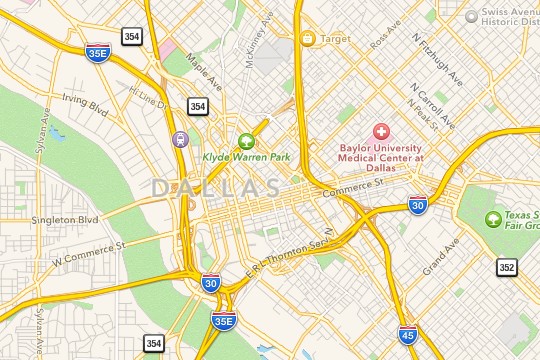 Swiss Avenue
Historic Dist
354
McKinney Ave
Target
Ross Ave
35E
Maple Ave
N Fitzhugh Ave
Irving Blvd
Hi Line Dr
354
N Carroll Ave
N Peak St
Sylvan Ave
Klyde Warren Park
Baylor University
Medical Center at
Dallas
DALLAS
Commerce St
30
Singleton Blvd
Texas S
Fair Gro
W Commerce St
N
E R L Thornton Serv
Grand Ave
352
30
Sylvan Ave
35E
45
354